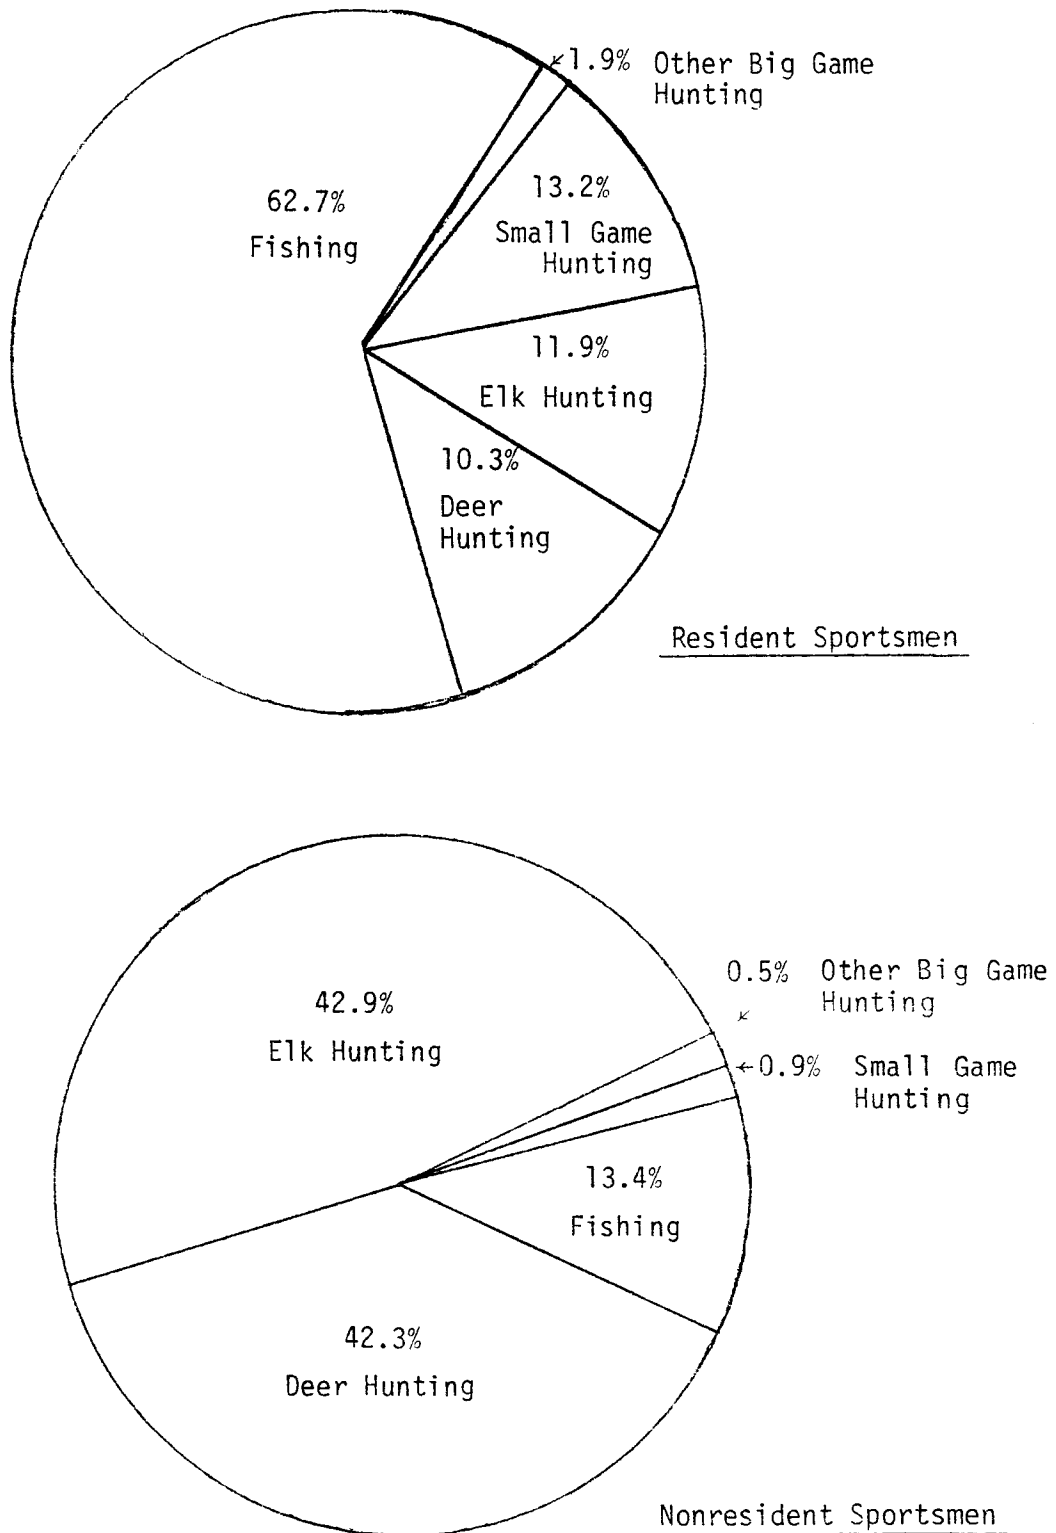 1.9% Other Big Game
Hunting
62.7%
Fishing
13.2%
Small Game
Hunting
11.9%
Elk Hunting
10.3%
Deer
Hunting
Resident Sportsmen
42.9%
Elk Hunting
0.5% Other Big Game
Hunting
0.9% Small Game
Hunting
13.4%
Fishing
42.3%
Deer Hunting
Nonresident Sportsmen